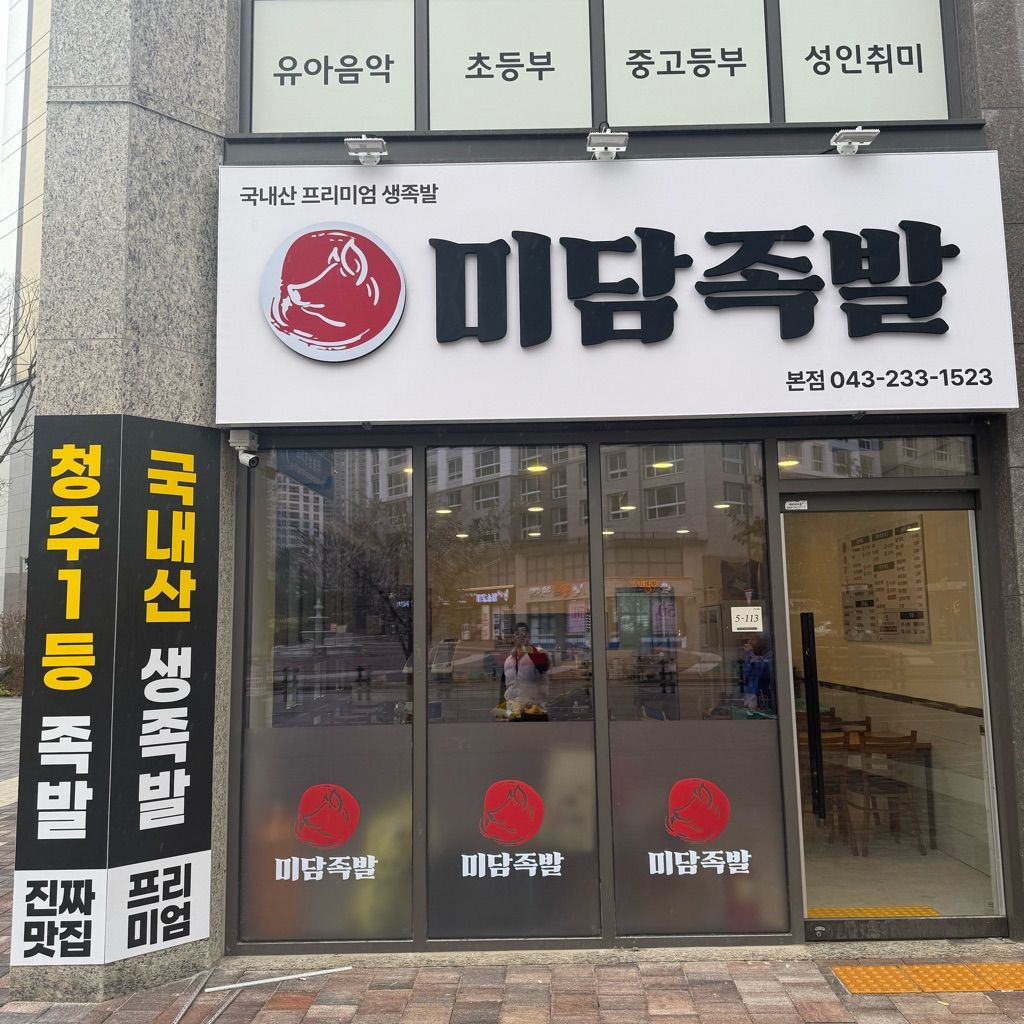 유아음악
초등부
중고등부
성인취미
국내산 프리미엄 생족발
미담족발
본점 043-233-1523
청주1등 족발
진짜
맛집
국내산 생족발
프리
미엄
5-113
미담족발
미담족발
미담족발